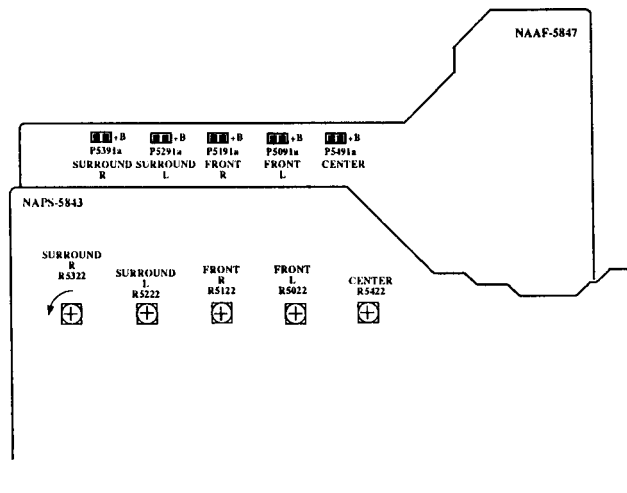 NAAF-5847
+B +B +B +B +B
P5391a P5291a P5191a P5091a P5491a
SURROUND SURROUND FRONT FRONT CENTER
R L R L
NAPS-5843
SURROUND
R
R5322
SURROUND
L
R5222
FRONT
R
R5122
FRONT
L
R5022
CENTER
R5422